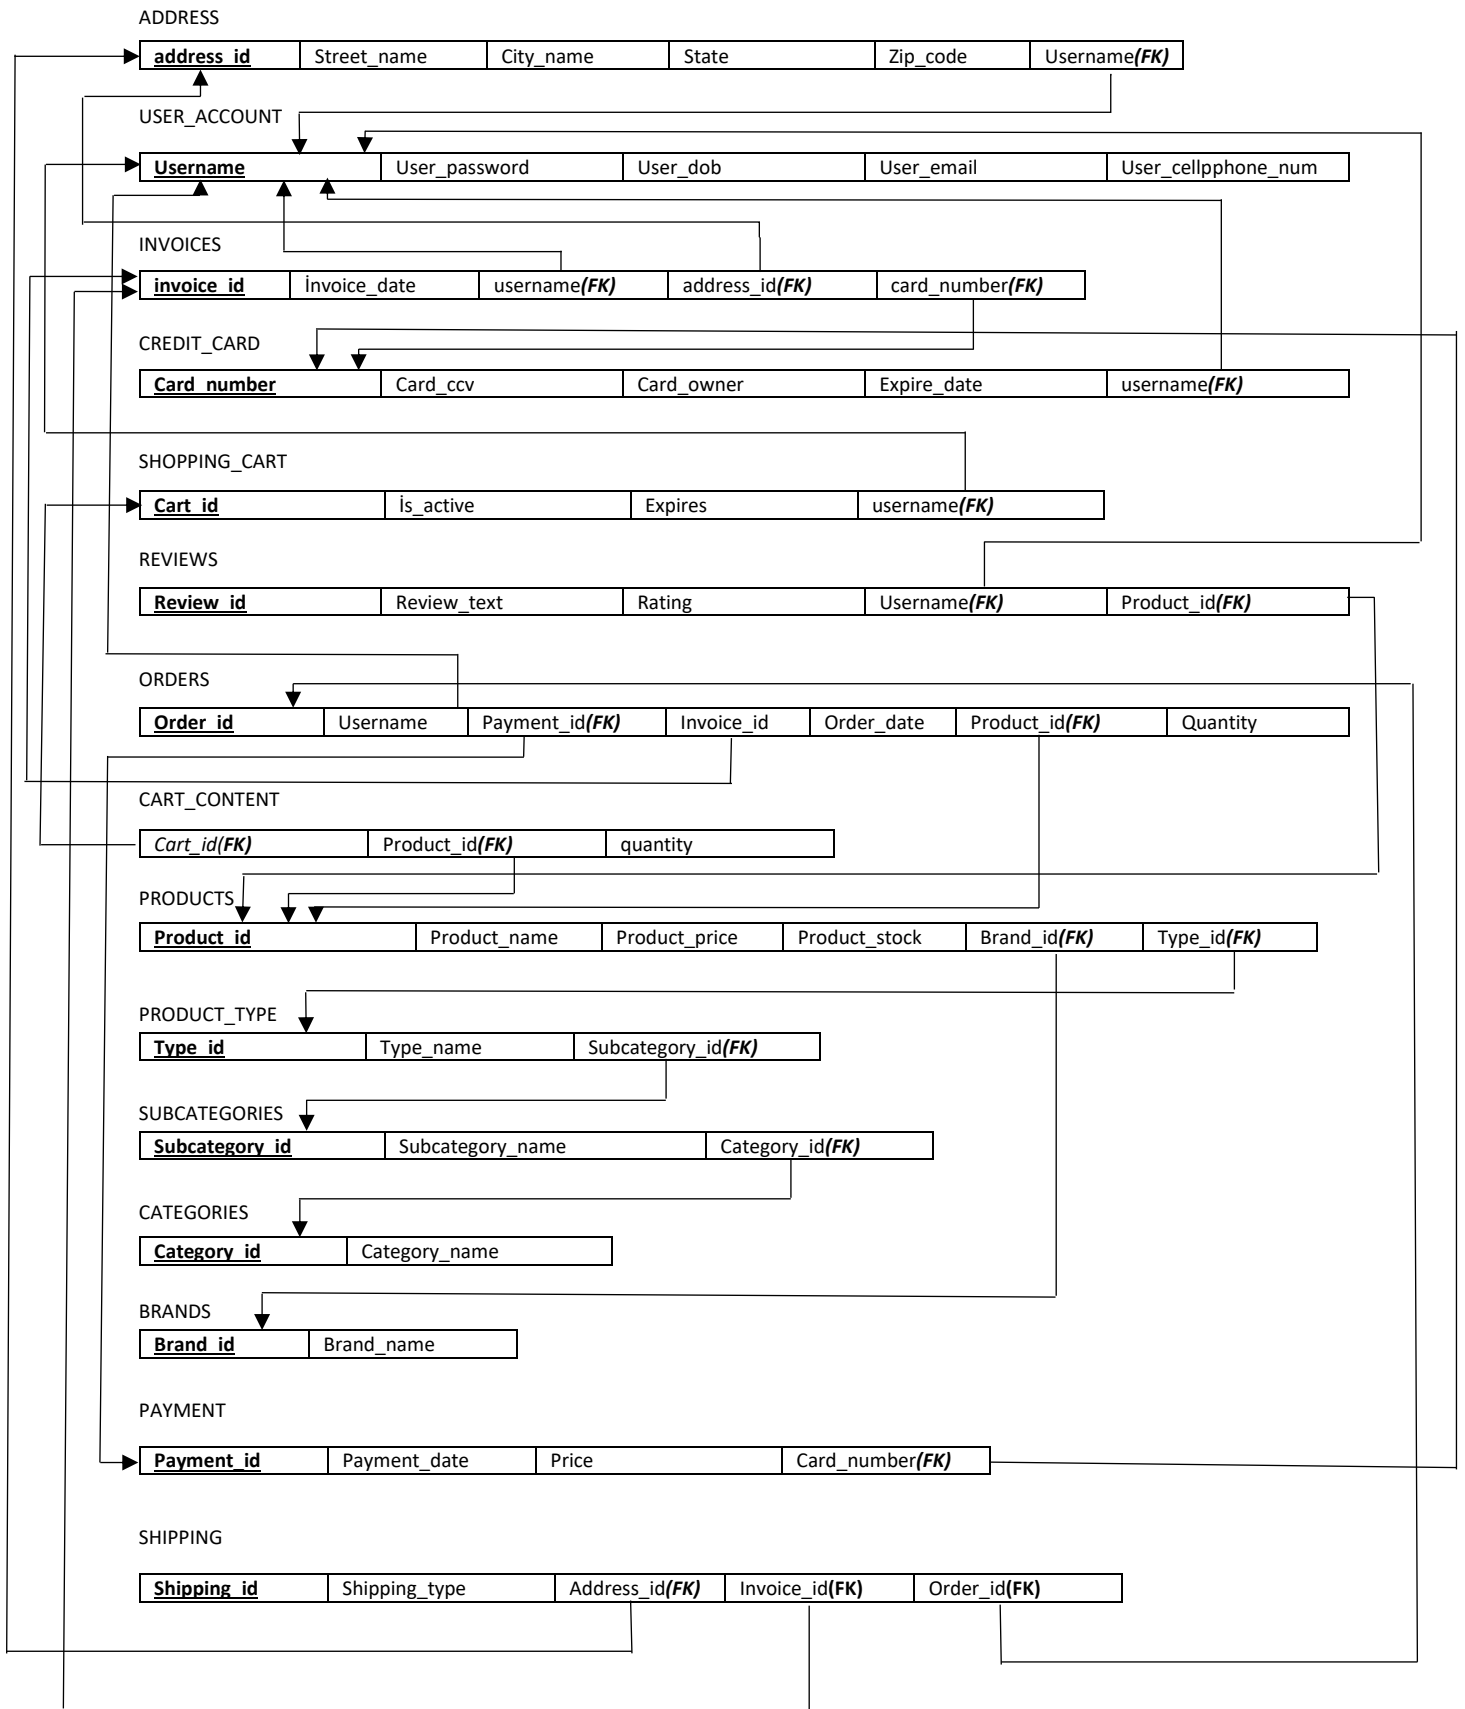 ADDRESS
address_id Street_name City_name State Zip_code Username(FK)
USER_ACCOUNT
Username User_password User_dob User_email User_cellpphone_num
INVOICES
invoice_id İnvoice_date username(FK) address_id(FK) card_number(FK)
CREDIT_CARD
Card_number Card_ccv Card_owner Expire_date username(FK)
SHOPPING_CART
Cart_id İs_active Expires username(FK)
REVIEWS
Review_id Review_text Rating Username(FK) Product_id(FK)
ORDERS
Order_id Username Payment_id(FK) Invoice_id Order_date Product_id(FK) Quantity
CART_CONTENT
Cart_id(FK) Product_id(FK) quantity
PRODUCTS
Product_id Product_name Product_price Product_stock Brand_id(FK) Type_id(FK)
PRODUCT_TYPE
Type_id Type_name Subcategory_id(FK)
SUBCATEGORIES
Subcategory_id Subcategory_name Category_id(FK)
CATEGORIES
Category_id Category_name
BRANDS
Brand_id Brand_name
PAYMENT
Payment_id Payment_date Price Card_number(FK)
SHIPPING
Shipping_id Shipping_type Address_id(FK) Invoice_id(FK) Order_id(FK)